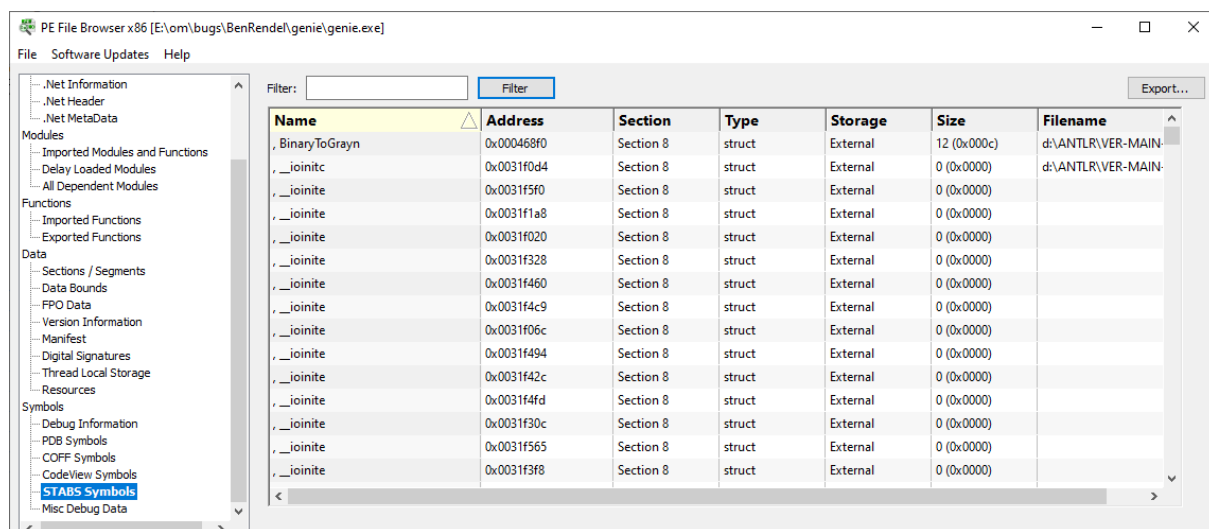 PE File Browser x86 [E:\om\bugs\BenRendel\genie\genie.exe]
File Software Updates Help
.Net Information
.Net Header
.Net MetaData
Modules
Imported Modules and Functions
Delay Loaded Modules
All Dependent Modules
Functions
Imported Functions
Exported Functions
Data
Sections / Segments
Data Bounds
FPO Data
Version Information
Manifest
Digital Signatures
Thread Local Storage
Resources
Symbols
Debug Information
PDB Symbols
COFF Symbols
CodeView Symbols
STABS Symbols
Misc Debug Data
Filter: Filter Export...
Name Address Section Type Storage Size Filename
, BinaryToGrayn 0x000468f0 Section 8 struct External 12 (0x000c) d:\ANTLR\VER-MAIN-
, __ioinitc 0x0031f0d4 Section 8 struct External 0 (0x0000) d:\ANTLR\VER-MAIN-
, __ioinite 0x0031f5f0 Section 8 struct External 0 (0x0000)
, __ioinite 0x0031f1a8 Section 8 struct External 0 (0x0000)
, __ioinite 0x0031f020 Section 8 struct External 0 (0x0000)
, __ioinite 0x0031f328 Section 8 struct External 0 (0x0000)
, __ioinite 0x0031f460 Section 8 struct External 0 (0x0000)
, __ioinite 0x0031f4c9 Section 8 struct External 0 (0x0000)
, __ioinite 0x0031f06c Section 8 struct External 0 (0x0000)
, __ioinite 0x0031f494 Section 8 struct External 0 (0x0000)
, __ioinite 0x0031f42c Section 8 struct External 0 (0x0000)
, __ioinite 0x0031f4fd Section 8 struct External 0 (0x0000)
, __ioinite 0x0031f30c Section 8 struct External 0 (0x0000)
, __ioinite 0x0031f565 Section 8 struct External 0 (0x0000)
, __ioinite 0x0031f3f8 Section 8 struct External 0 (0x0000)